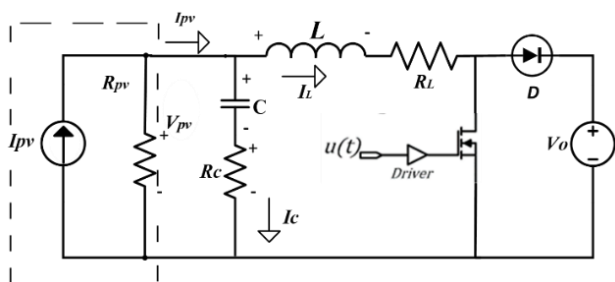 Ipv
+ L -
Rpv
+
C
IL
RL
D
Vpv
+
-
+
u(t)
Driver
+
Vo
-
Ipv
-
Rc
-
Ic